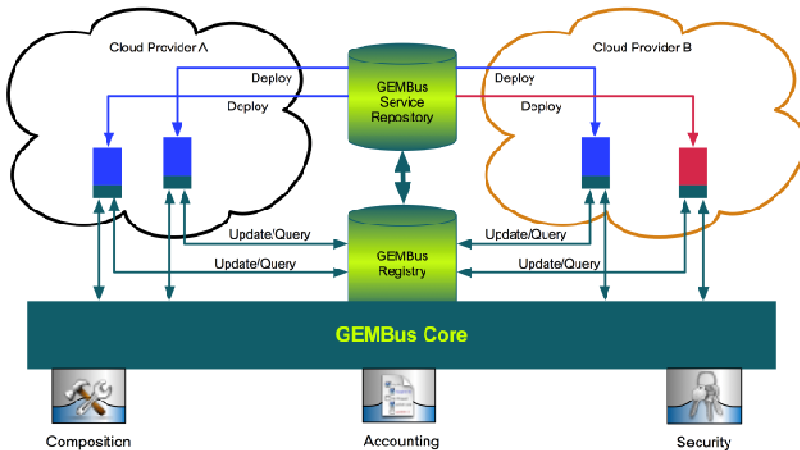 Cloud Provider A
Cloud Provider B
Deploy
Deploy
Deploy
Deploy
GEMBus
Service
Repository
Update/Query
Update/Query
GEMBus
Registry
Update/Query
Update/Query
GEMBus Core
Composition
Accounting
Security